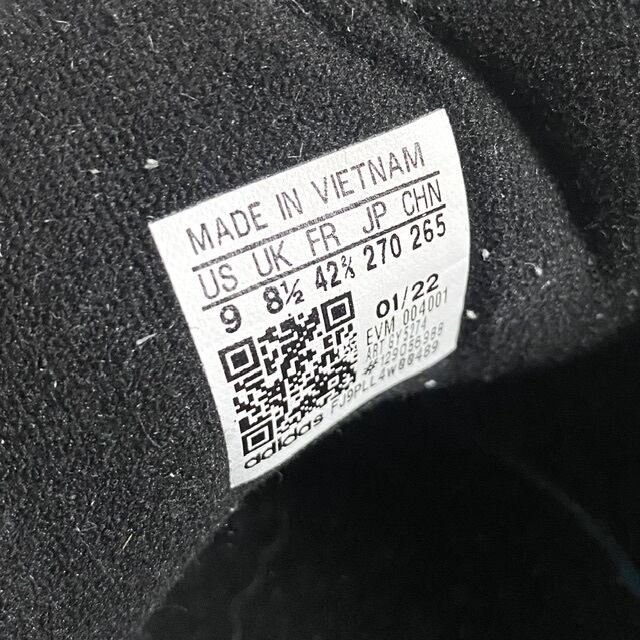 MADE IN VIETNAM
US UK FR JP CHN
9 8½ 42⅔ 270 265
01/22
EVM 004001
adidas